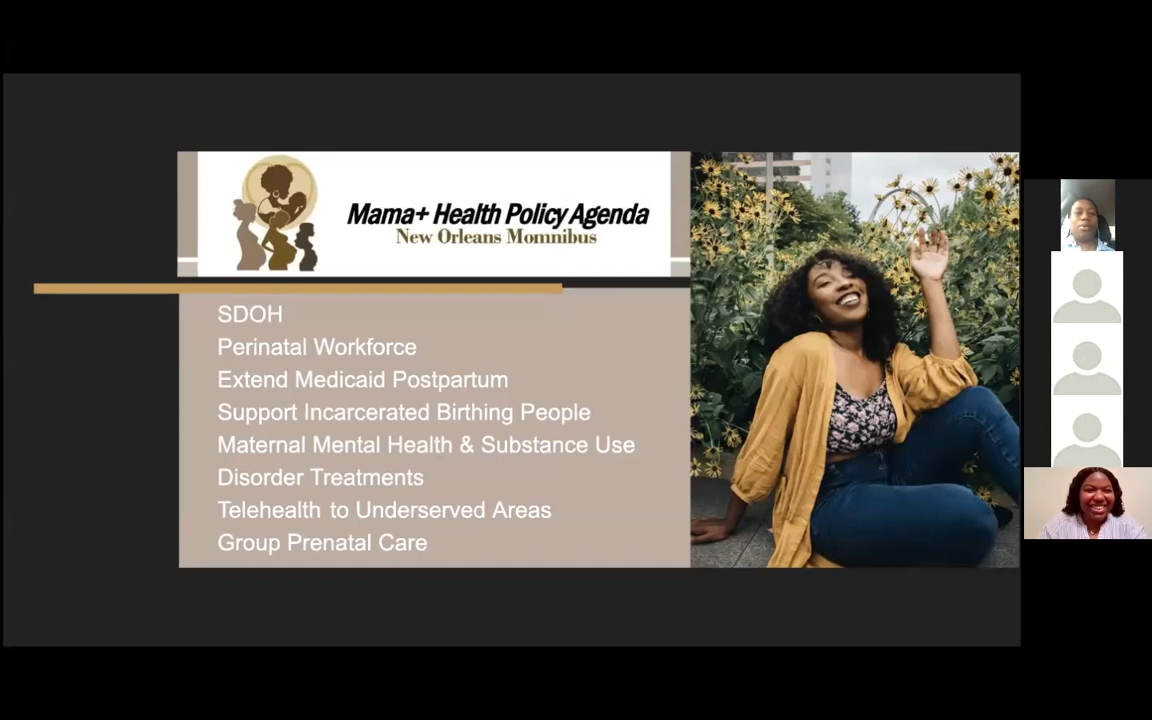 Mama+ Health Policy Agenda
New Orleans Momnibus
SDOH
Perinatal Workforce
Extend Medicaid Postpartum
Support Incarcerated Birthing People
Maternal Mental Health & Substance Use
Disorder Treatments
Telehealth to Underserved Areas
Group Prenatal Care